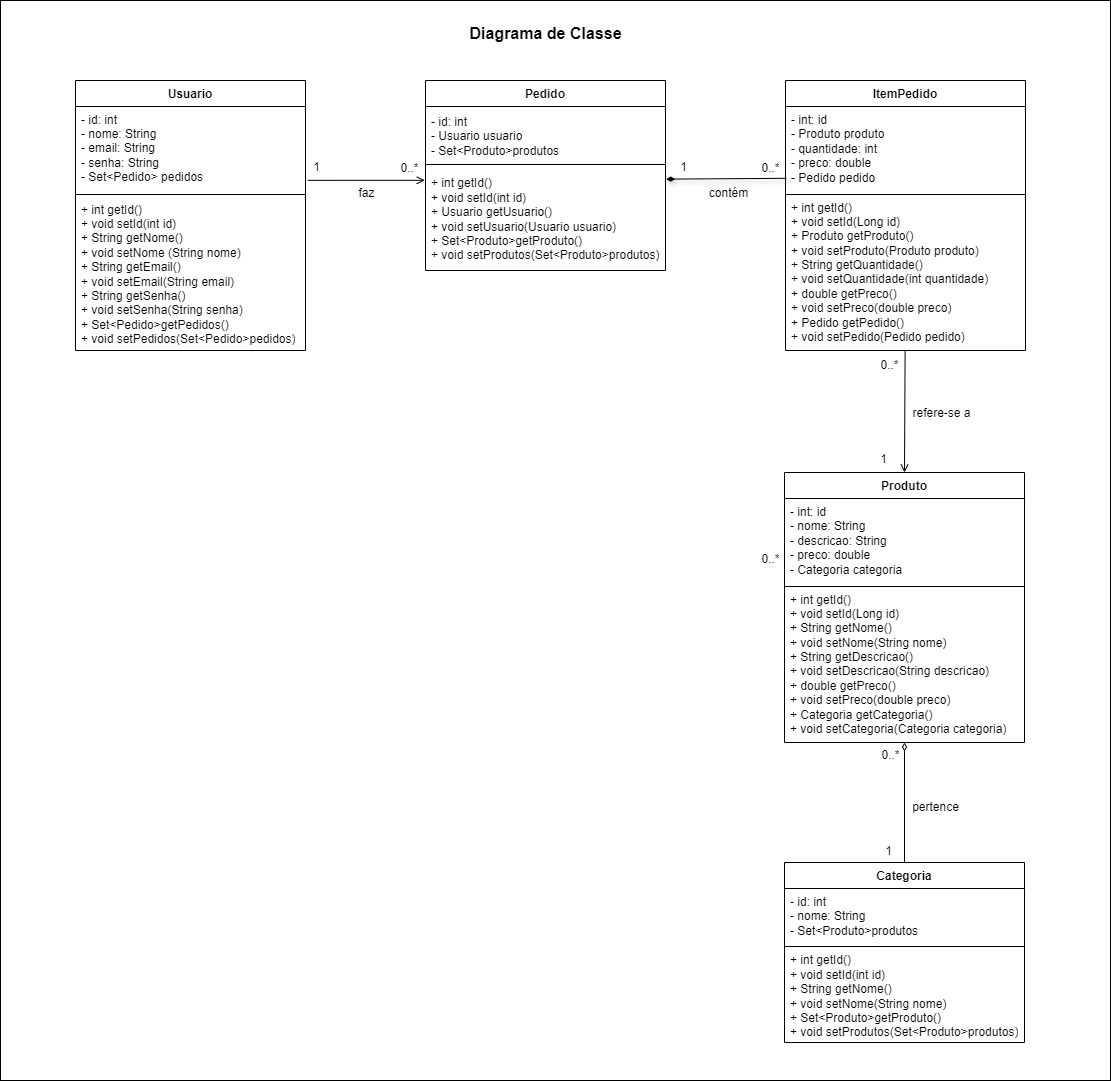 Diagrama de Classe
Usuario
- id: int
- nome: String
- email: String
- senha: String
- Set<Pedido> pedidos
+ int getId()
+ void setId(int id)
+ String getNome()
+ void setNome (String nome)
+ String getEmail()
+ void setEmail(String email)
+ String getSenha()
+ void setSenha(String senha)
+ Set<Pedido>getPedidos()
+ void setPedidos(Set<Pedido>pedidos)
1
0..*
faz
Pedido
- id: int
- Usuario usuario
- Set<Produto>produtos
+ int getId()
+ void setId(int id)
+ Usuario getUsuario()
+ void setUsuario(Usuario usuario)
+ Set<Produto>getProduto()
+ void setProdutos(Set<Produto>produtos)
1
0..*
contém
ItemPedido
- int: id
- Produto produto
- quantidade: int
- preco: double
- Pedido pedido
+ int getId()
+ void setId(Long id)
+ Produto getProduto()
+ void setProduto(Produto produto)
+ String getQuantidade()
+ void setQuantidade(int quantidade)
+ double getPreco()
+ void setPreco(double preco)
+ Pedido getPedido()
+ void setPedido(Pedido pedido)
0..*
refere-se a
1
Produto
- int: id
- nome: String
- descricao: String
- preco: double
- Categoria categoria
0..*
+ int getId()
+ void setId(Long id)
+ String getNome()
+ void setNome(String nome)
+ String getDescricao()
+ void setDescricao(String descricao)
+ double getPreco()
+ void setPreco(double preco)
+ Categoria getCategoria()
+ void setCategoria(Categoria categoria)
0..*
pertence
1
Categoria
- id: int
- nome: String
- Set<Produto>produtos
+ int getId()
+ void setId(int id)
+ String getNome()
+ void setNome(String nome)
+ Set<Produto>getProduto()
+ void setProdutos(Set<Produto>produtos)